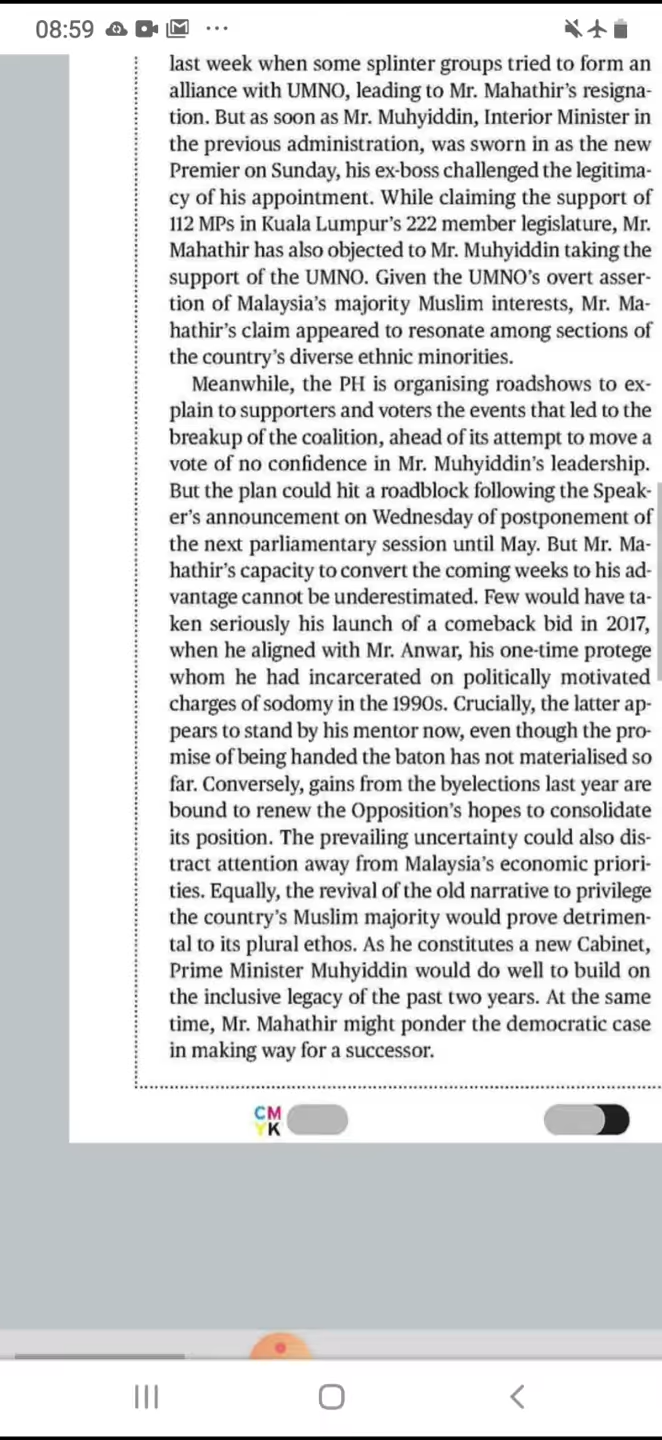 08:59
last week when some splinter groups tried to form an
alliance with UMNO, leading to Mr. Mahathir's resigna-
tion. But as soon as Mr. Muhyiddin, Interior Minister in
the previous administration, was sworn in as the new
Premier on Sunday, his ex-boss challenged the legitima-
cy of his appointment. While claiming the support of
112 MPs in Kuala Lumpur's 222 member legislature, Mr.
Mahathir has also objected to Mr. Muhyiddin taking the
support of the UMNO. Given the UMNO's overt asser-
tion of Malaysia's majority Muslim interests, Mr. Ma-
hathir's claim appeared to resonate among sections of
the country's diverse ethnic minorities.
Meanwhile, the PH is organising roadshows to ex-
plain to supporters and voters the events that led to the
breakup of the coalition, ahead of its attempt to move a
vote of no confidence in Mr. Muhyiddin's leadership.
But the plan could hit a roadblock following the Speak-
er's announcement on Wednesday of postponement of
the next parliamentary session until May. But Mr. Ma-
hathir's capacity to convert the coming weeks to his ad-
vantage cannot be underestimated. Few would have ta-
ken seriously his launch of a comeback bid in 2017,
when he aligned with Mr. Anwar, his one-time protege
whom he had incarcerated on politically motivated
charges of sodomy in the 1990s. Crucially, the latter ap-
pears to stand by his mentor now, even though the pro-
mise of being handed the baton has not materialised so
far. Conversely, gains from the byelections last year are
bound to renew the Opposition's hopes to consolidate
its position. The prevailing uncertainty could also dis-
tract attention away from Malaysia's economic priori-
ties. Equally, the revival of the old narrative to privilege
the country's Muslim majority would prove detrimen-
tal to its plural ethos. As he constitutes a new Cabinet,
Prime Minister Muhyiddin would do well to build on
the inclusive legacy of the past two years. At the same
time, Mr. Mahathir might ponder the democratic case
in making way for a successor.
CM
YK